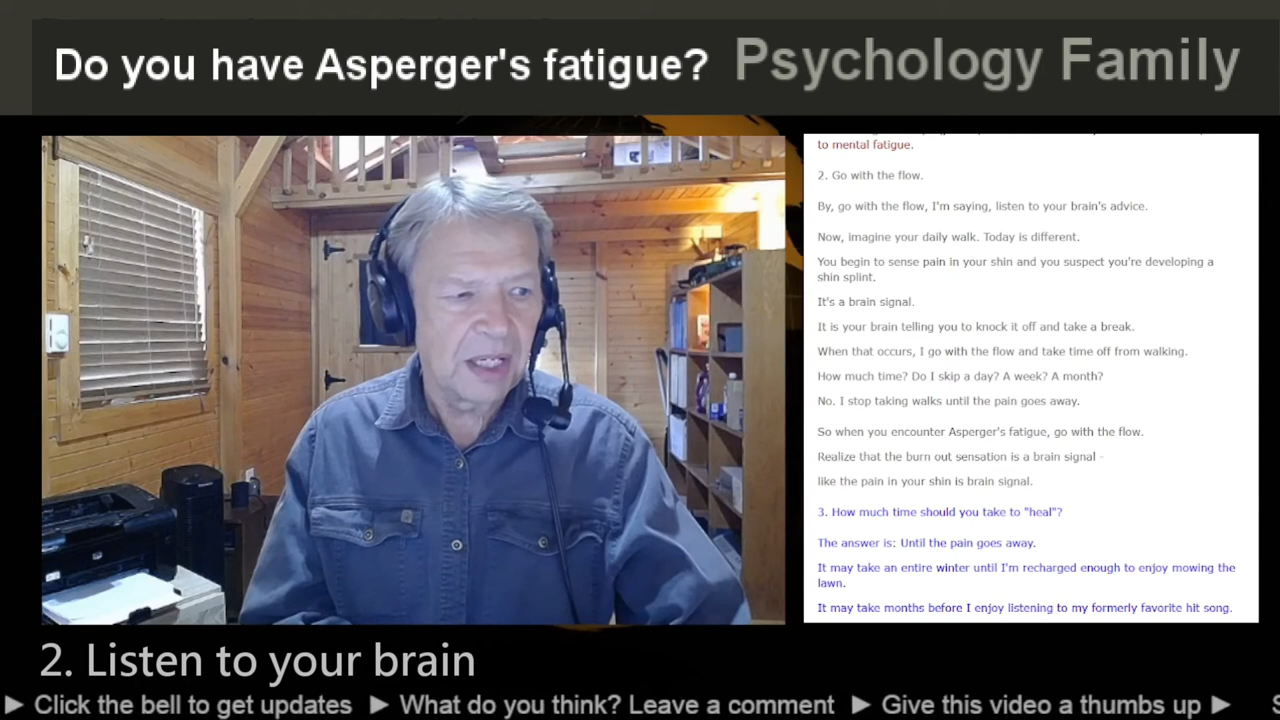 Do you have Asperger's fatigue?
Psychology Family
to mental fatigue.
2. Go with the flow.
By, go with the flow, I'm saying, listen to your brain's advice.
Now, imagine your daily walk. Today is different.
You begin to sense pain in your shin and you suspect you're developing a
shin splint.
It's a brain signal.
It is your brain telling you to knock it off and take a break.
When that occurs, I go with the flow and take time off from walking.
How much time? Do I skip a day? A week? A month?
No. I stop taking walks until the pain goes away.
So when you encounter Asperger's fatigue, go with the flow.
Realize that the burn out sensation is a brain signal -
like the pain in your shin is brain signal.
3. How much time should you take to "heal"?
The answer is: Until the pain goes away.
It may take an entire winter until I'm recharged enough to enjoy mowing the
lawn.
It may take months before I enjoy listening to my formerly favorite hit song.
2. Listen to your brain
► Click the bell to get updates ► What do you think? Leave a comment ► Give this video a thumbs up ►